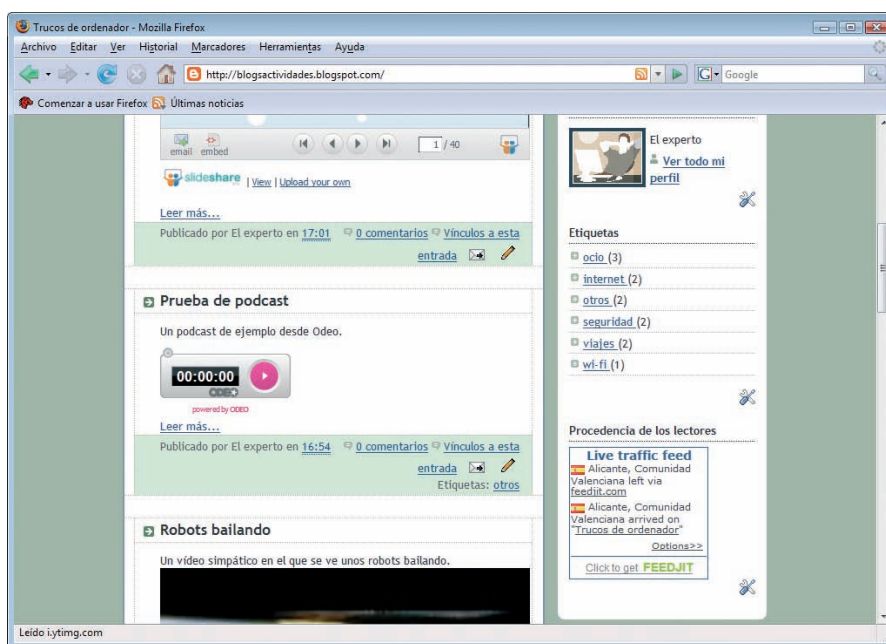 Trucos de ordenador - Mozilla Firefox
Archivo Editar Ver Historial Marcadores Herramientas Ayuda
http://blogsactividades.blogspot.com/
Google
Comenzar a usar Firefox Últimas noticias
email embed
1 / 40
slideshare | View | Upload your own
Leer más...
Publicado por El experto en 17:01 0 comentarios Vínculos a esta
entrada
Prueba de podcast
Un podcast de ejemplo desde Odeo.
00:00:00
ODEO
powered by ODEO
Leer más...
Publicado por El experto en 16:54 0 comentarios Vínculos a esta
entrada
Etiquetas: otros
Robots bailando
Un vídeo simpático en el que se ve unos robots bailando.
El experto
Ver todo mi
perfil
Etiquetas
ocio (3)
internet (2)
otros (2)
seguridad (2)
viajes (2)
wi-fi (1)
Procedencia de los lectores
Live traffic feed
Alicante, Comunidad
Valenciana left via
feedjit.com
Alicante, Comunidad
Valenciana arrived on
"Trucos de ordenador"
Options>>
Click to get FEEDJIT
Leído i.ytimg.com